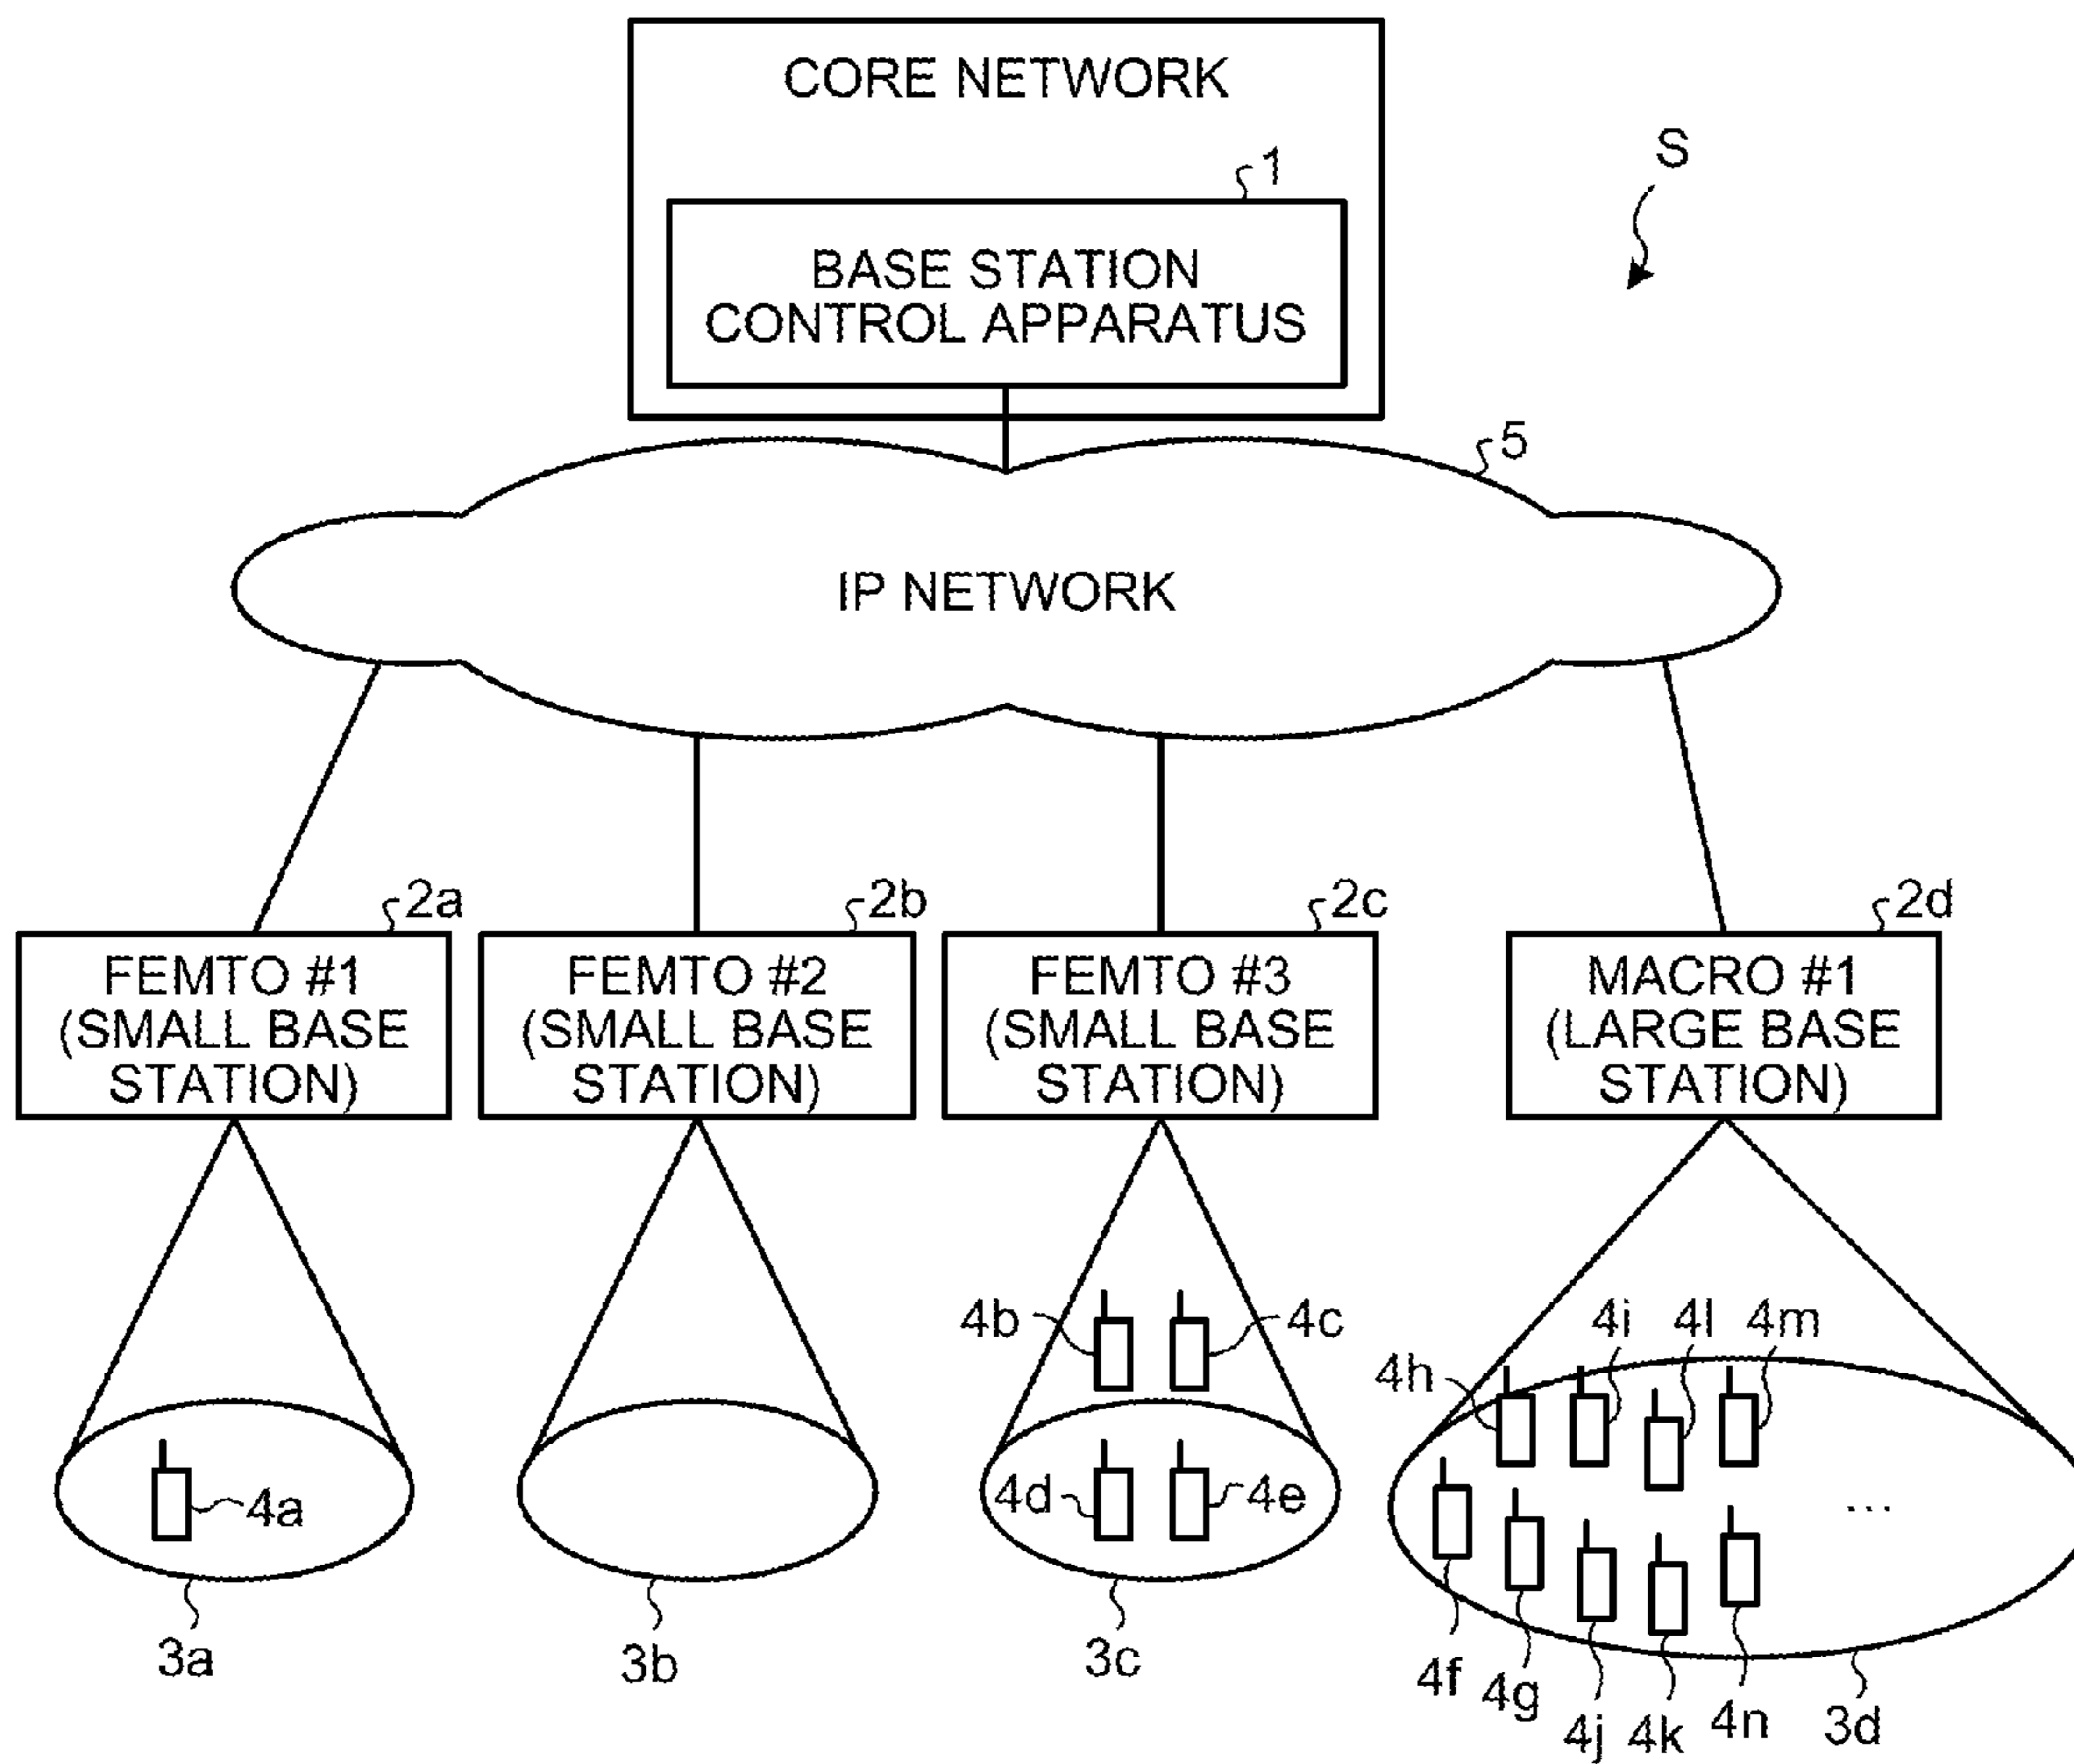 CORE NETWORK
S
1
BASE STATION
CONTROL APPARATUS
5
IP NETWORK
2a
2b
2c
2d
FEMTO #1
(SMALL BASE
STATION)
FEMTO #2
(SMALL BASE
STATION)
FEMTO #3
(SMALL BASE
STATION)
MACRO #1
(LARGE BASE
STATION)
4b
4c
4i
4l
4m
4h
4a
4d
4e
...
3a
3b
3c
4f
4g
4j
4k
4n
3d